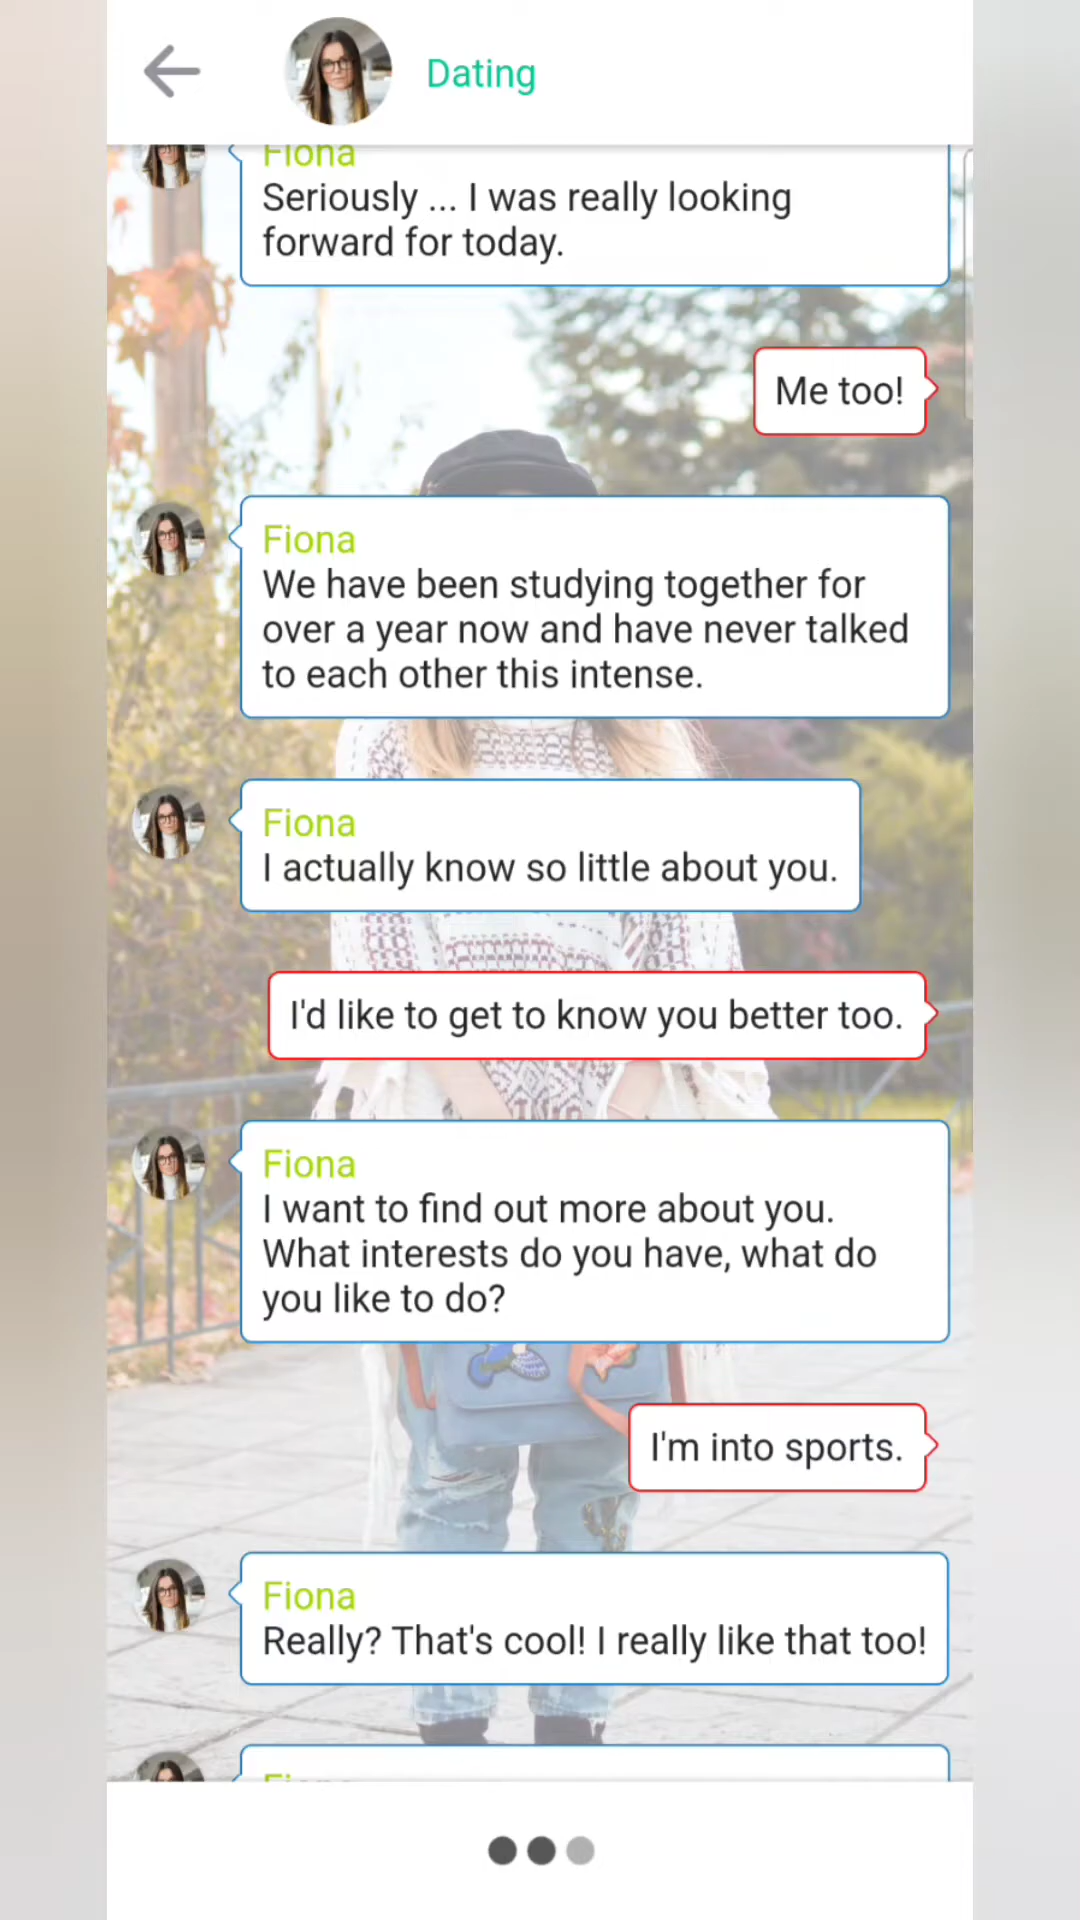 Dating
Fiona
Seriously ... I was really looking
forward for today.
Me too!
Fiona
We have been studying together for
over a year now and have never talked
to each other this intense.
Fiona
I actually know so little about you.
I'd like to get to know you better too.
Fiona
I want to find out more about you.
What interests do you have, what do
you like to do?
I'm into sports.
Fiona
Really? That's cool! I really like that too!
Fiona